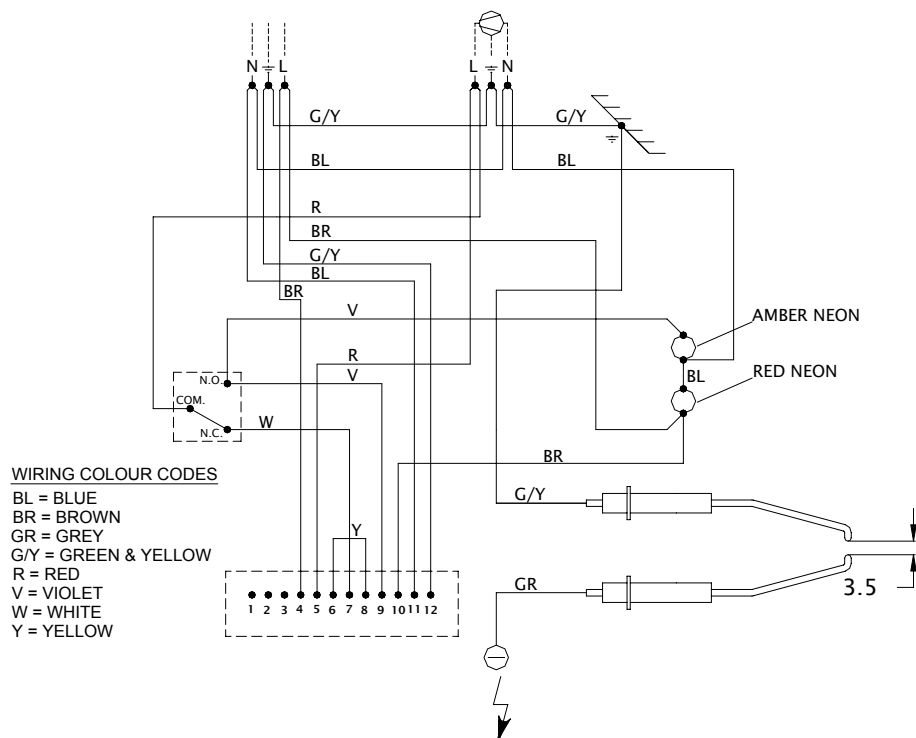 N L L N
G/Y G/Y
BL BL
R
BR
G/Y
BL
BR
V
AMBER NEON
R
BL
RED NEON
N.O.
V
COM.
N.C.
W
BR
WIRING COLOUR CODES
BL = BLUE
BR = BROWN
GR = GREY
G/Y = GREEN & YELLOW
R = RED
V = VIOLET
W = WHITE
Y = YELLOW
G/Y
Y
GR
3.5
1 2 3 4 5 6 7 8 9 10 11 12